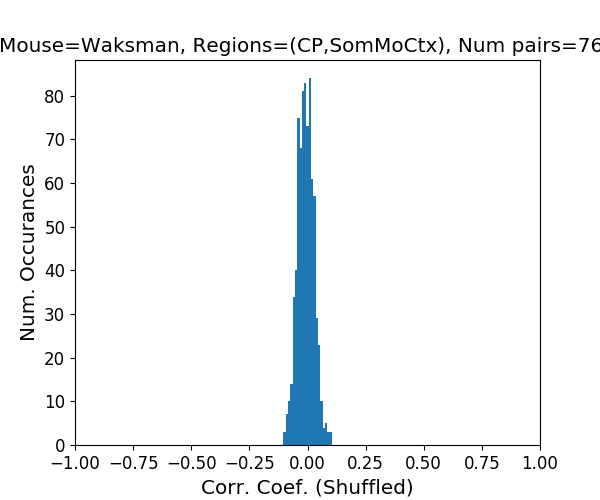 Mouse=Waksman, Regions=(CP,SomMoCtx), Num pairs=76
Num. Occurances
80
70
60
50
40
30
20
10
0
−1.00 −0.75 −0.50 −0.25 0.00 0.25 0.50 0.75 1.00
Corr. Coef. (Shuffled)